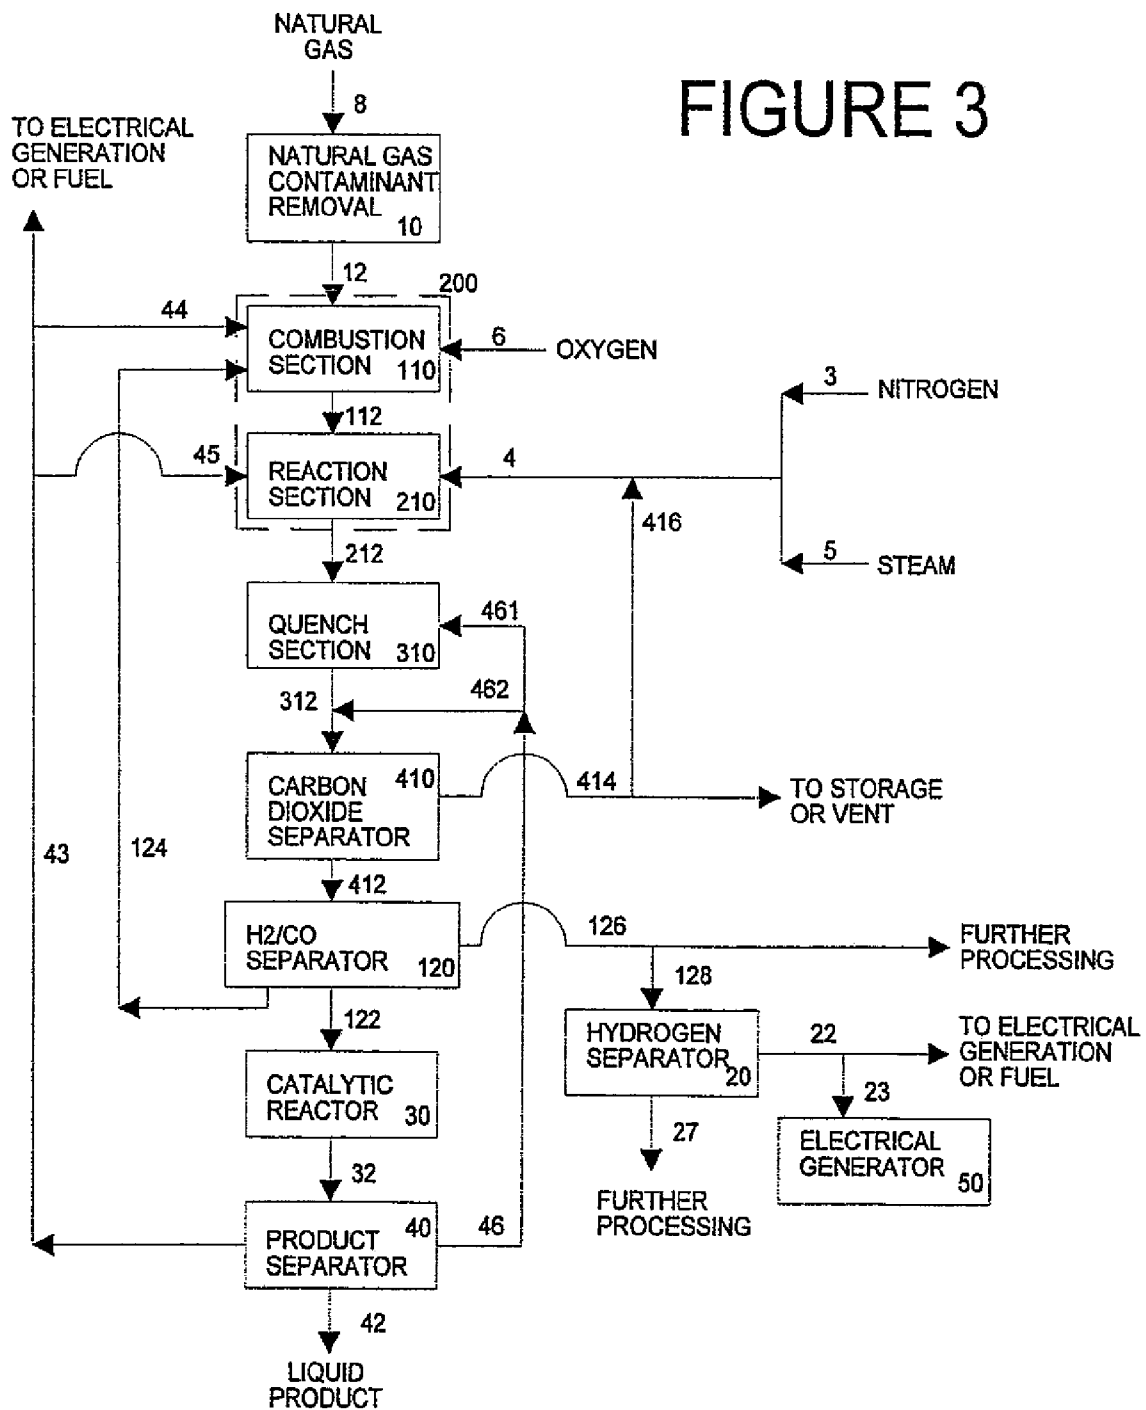 NATURAL
GAS
FIGURE 3
8
TO ELECTRICAL
GENERATION
OR FUEL
NATURAL GAS
CONTAMINANT
REMOVAL
10
12
200
44
COMBUSTION
SECTION
110
6
OXYGEN
3
NITROGEN
112
45
REACTION
SECTION
210
4
416
212
5
STEAM
QUENCH
SECTION
310
461
462
312
CARBON
DIOXIDE
SEPARATOR
410
414
TO STORAGE
OR VENT
43
124
412
H2/CO
SEPARATOR
120
126
FURTHER
PROCESSING
128
122
HYDROGEN
SEPARATOR
20
22
TO ELECTRICAL
GENERATION
OR FUEL
CATALYTIC
REACTOR
30
23
27
ELECTRICAL
GENERATOR
50
32
FURTHER
PROCESSING
PRODUCT
SEPARATOR
40
46
42
LIQUID
PRODUCT